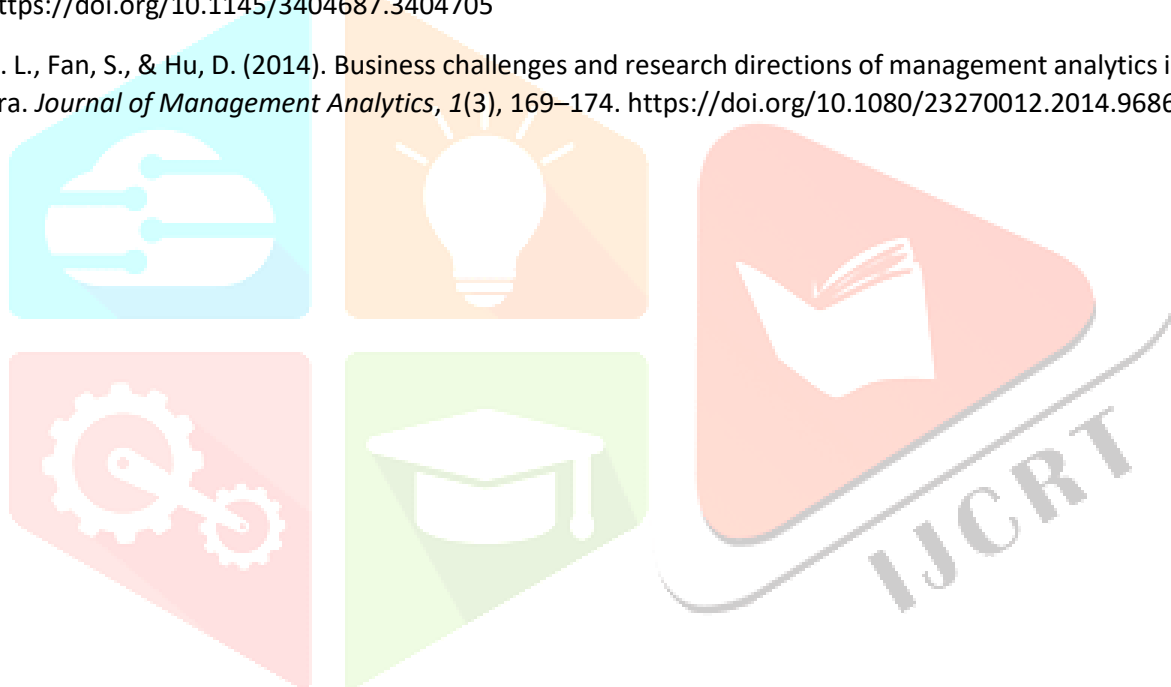 ttps://doi.org/10.1145/3404687.3404705
. L., Fan, S., & Hu, D. (2014). Business challenges and research directions of management analytics i
ra. Journal of Management Analytics, 1(3), 169–174. https://doi.org/10.1080/23270012.2014.9686
IJCRT